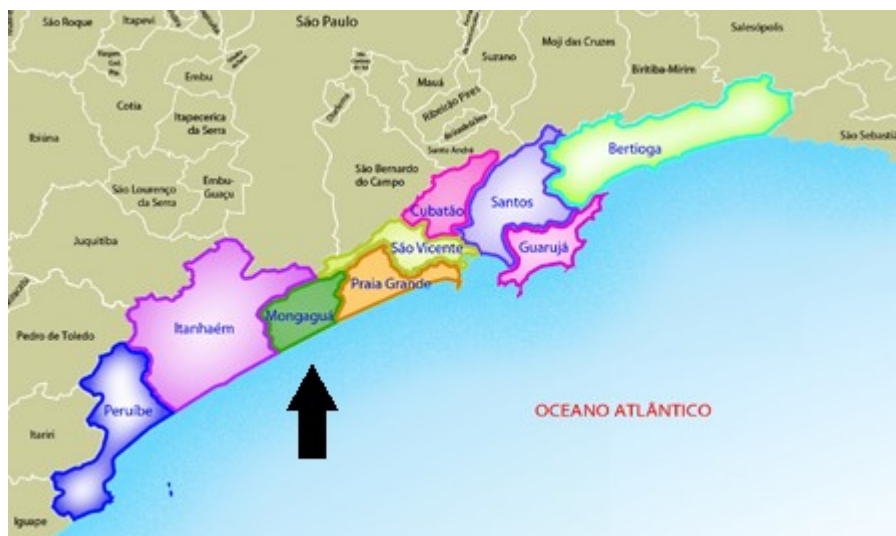 São Roque
Itapevi
São Paulo
Salesópolis
Suzano
Moji das Cruzes
Embu
Mauá
Biritiba-Mirim
Cotia
Diadema
Ribeirão Pires
Itapecerica
da Serra
Ibiúna
São Sebastiã
Santo André
Bertioga
São Bernardo
do Campo
Embu-
Guaçu
São Lourenço
da Serra
Cubatão
Santos
Juquitiba
São Vicente
Guarujá
Praia Grande
Mongaguá
Itanhaém
Pedro de Toledo
Peruíbe
OCEANO ATLÂNTICO
Itariri
Iguape